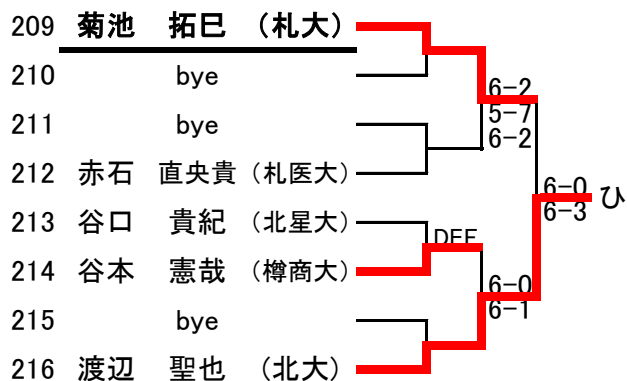 209 菊池 拓巳 (札大)
210 bye
6-2
211 bye
5-7
6-2
212 赤石 直央貴 (札医大)
6-0 ひ
6-3
213 谷口 貴紀 (北星大)
DEF
214 谷本 憲哉 (樽商大)
6-0
6-1
215 bye
216 渡辺 聖也 (北大)